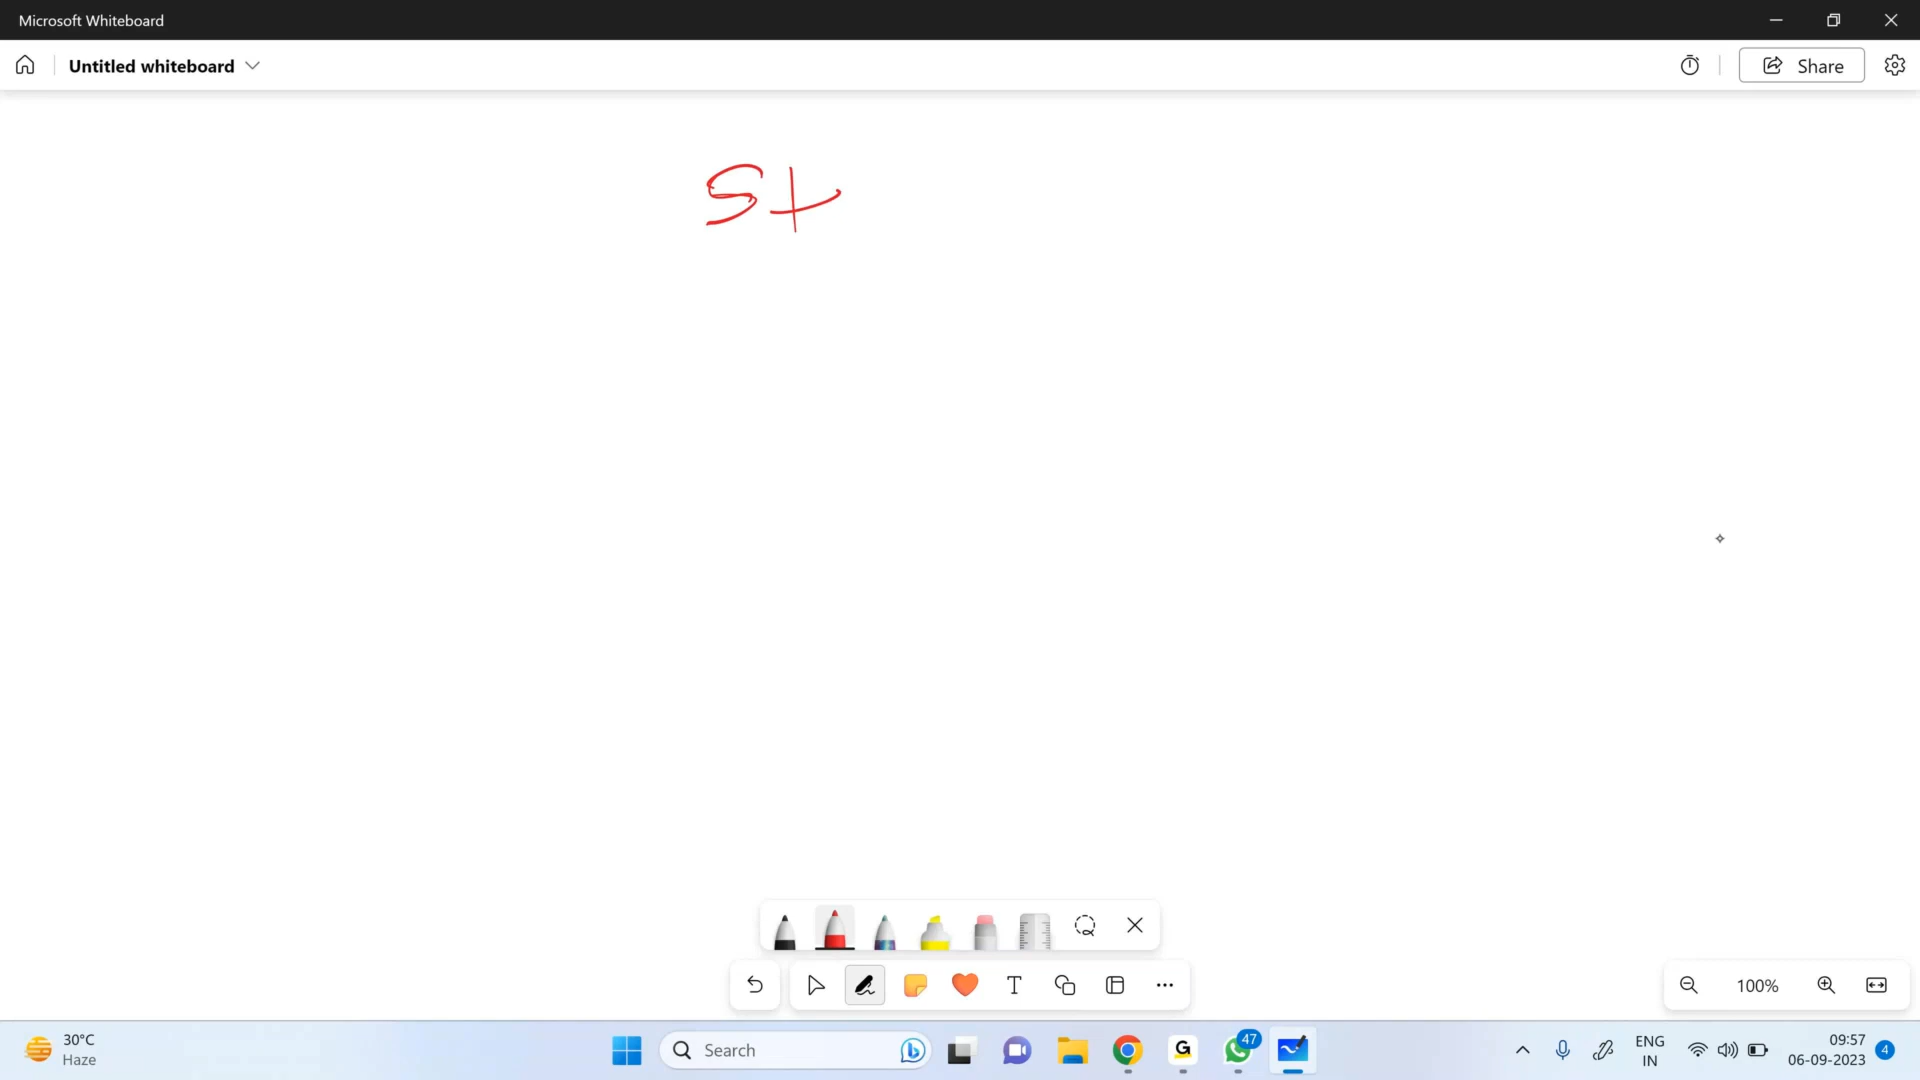 Microsoft Whiteboard
Untitled whiteboard
Share
St
T
100%
30°C
Haze
Search
G
47
ENG
IN
09:57
06-09-2023
4